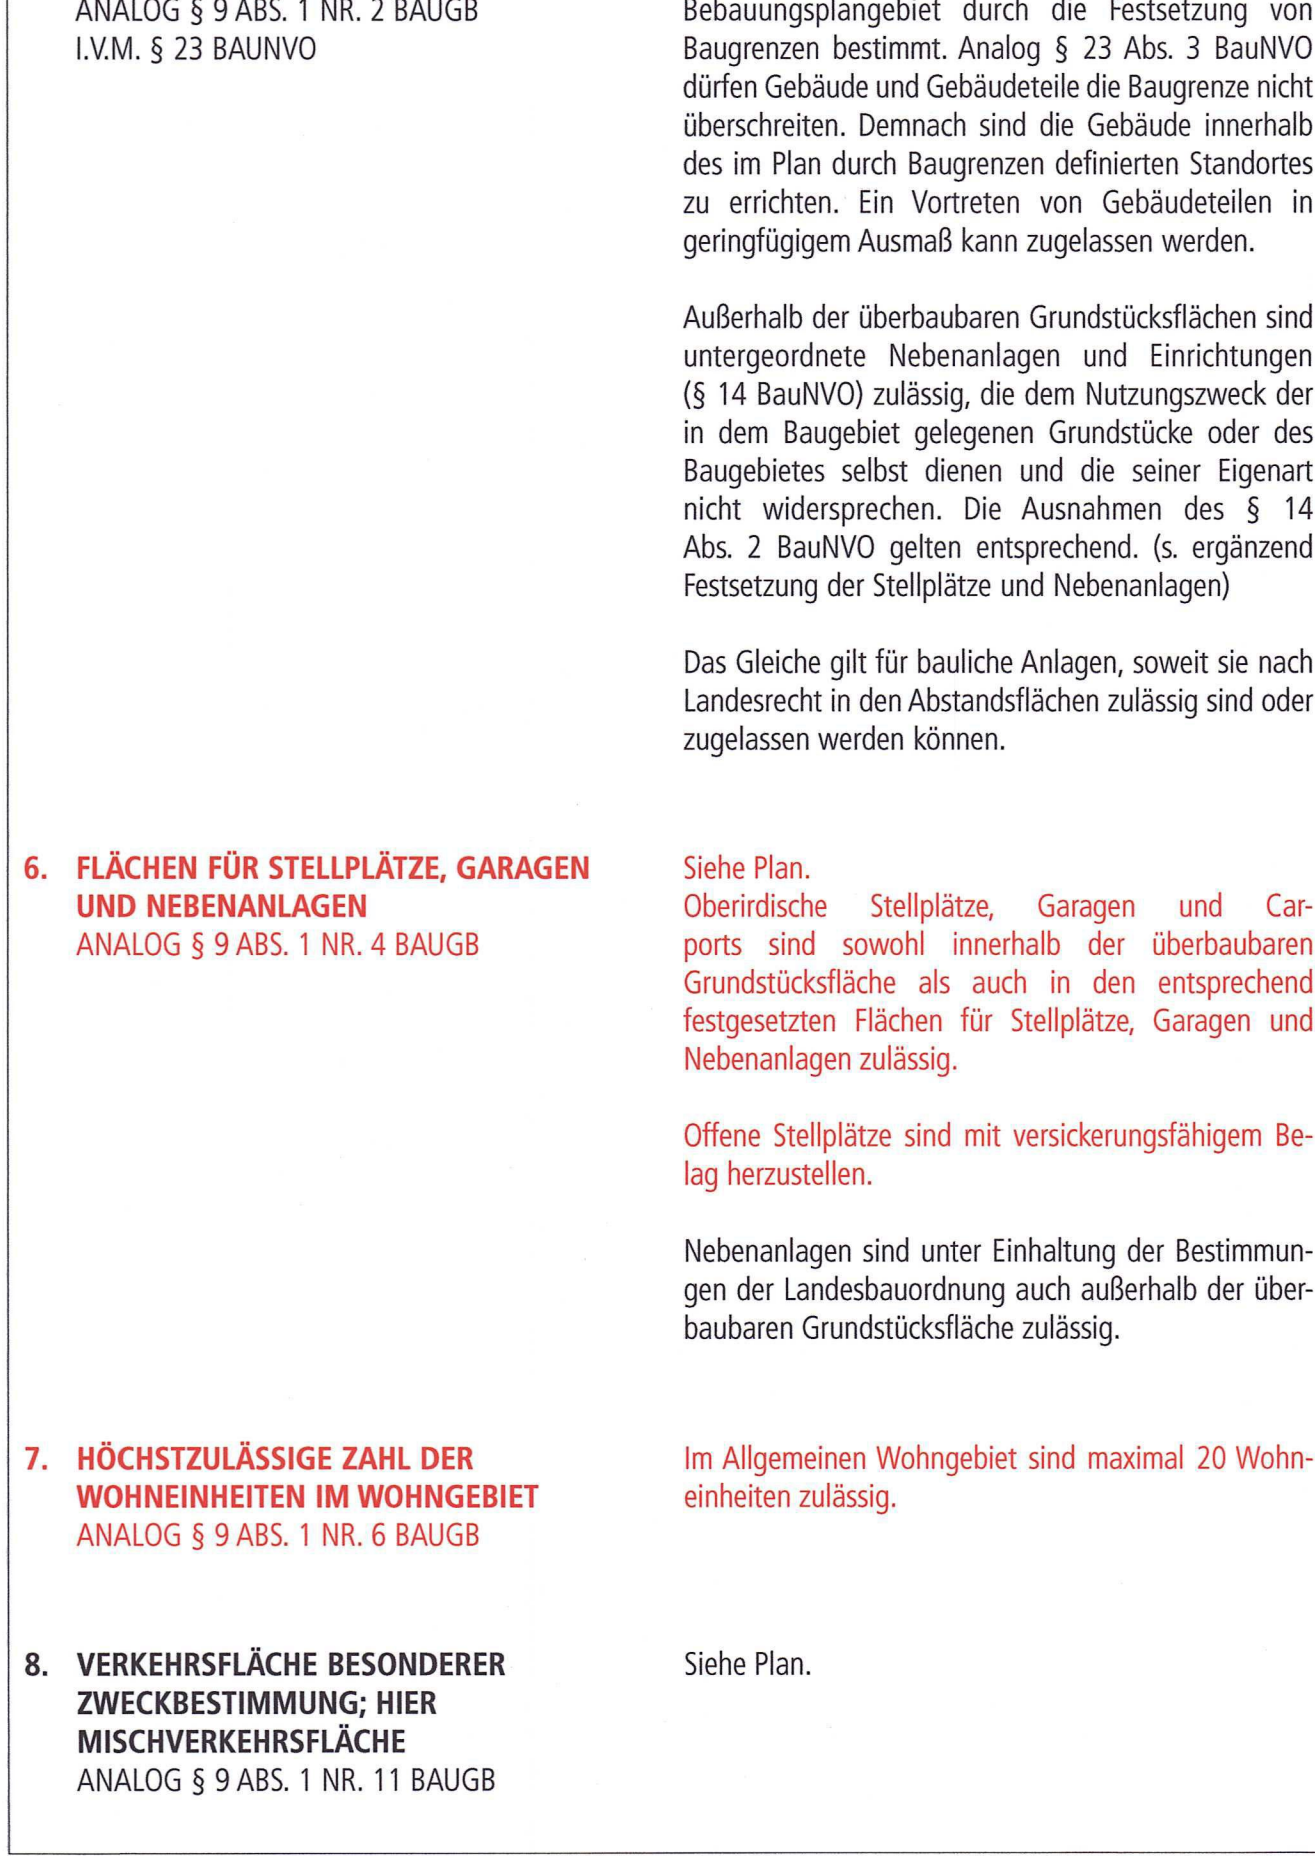 ANALOG § 9 ABS. 1 NR. 2 BAUGB
I.V.M. § 23 BAUNVO
Bebauungsplangebiet durch die Festsetzung von
Baugrenzen bestimmt. Analog § 23 Abs. 3 BauNVO
dürfen Gebäude und Gebäudeteile die Baugrenze nicht
überschreiten. Demnach sind die Gebäude innerhalb
des im Plan durch Baugrenzen definierten Standortes
zu errichten. Ein Vortreten von Gebäudeteilen in
geringfügigem Ausmaß kann zugelassen werden.
Außerhalb der überbaubaren Grundstücksflächen sind
untergeordnete Nebenanlagen und Einrichtungen
(§ 14 BauNVO) zulässig, die dem Nutzungszweck der
in dem Baugebiet gelegenen Grundstücke oder des
Baugebietes selbst dienen und die seiner Eigenart
nicht widersprechen. Die Ausnahmen des § 14
Abs. 2 BauNVO gelten entsprechend. (s. ergänzend
Festsetzung der Stellplätze und Nebenanlagen)
Das Gleiche gilt für bauliche Anlagen, soweit sie nach
Landesrecht in den Abstandsflächen zulässig sind oder
zugelassen werden können.
6. FLÄCHEN FÜR STELLPLÄTZE, GARAGEN
UND NEBENANLAGEN
ANALOG § 9 ABS. 1 NR. 4 BAUGB
Siehe Plan.
Oberirdische Stellplätze, Garagen und Car-
ports sind sowohl innerhalb der überbaubaren
Grundstücksfläche als auch in den entsprechend
festgesetzten Flächen für Stellplätze, Garagen und
Nebenanlagen zulässig.
Offene Stellplätze sind mit versickerungsfähigem Be-
lag herzustellen.
Nebenanlagen sind unter Einhaltung der Bestimmun-
gen der Landesbauordnung auch außerhalb der über-
baubaren Grundstücksfläche zulässig.
7. HÖCHSTZULÄSSIGE ZAHL DER
WOHNEINHEITEN IM WOHNGEBIET
ANALOG § 9 ABS. 1 NR. 6 BAUGB
Im Allgemeinen Wohngebiet sind maximal 20 Wohn-
einheiten zulässig.
8. VERKEHRSFLÄCHE BESONDERER
ZWECKBESTIMMUNG; HIER
MISCHVERKEHRSFLÄCHE
ANALOG § 9 ABS. 1 NR. 11 BAUGB
Siehe Plan.